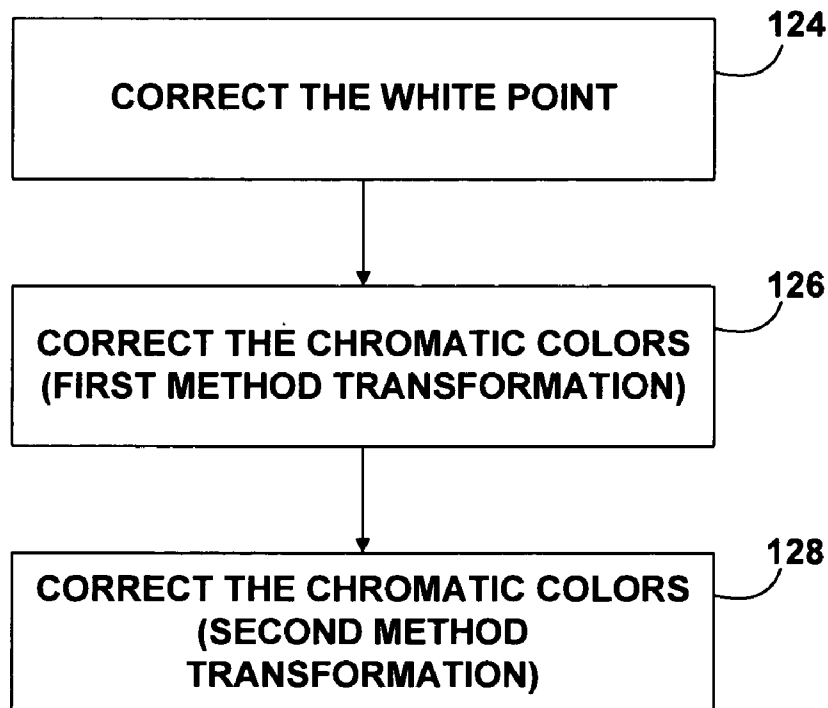 124
CORRECT THE WHITE POINT
126
CORRECT THE CHROMATIC COLORS
(FIRST METHOD TRANSFORMATION)
128
CORRECT THE CHROMATIC COLORS
(SECOND METHOD
TRANSFORMATION)